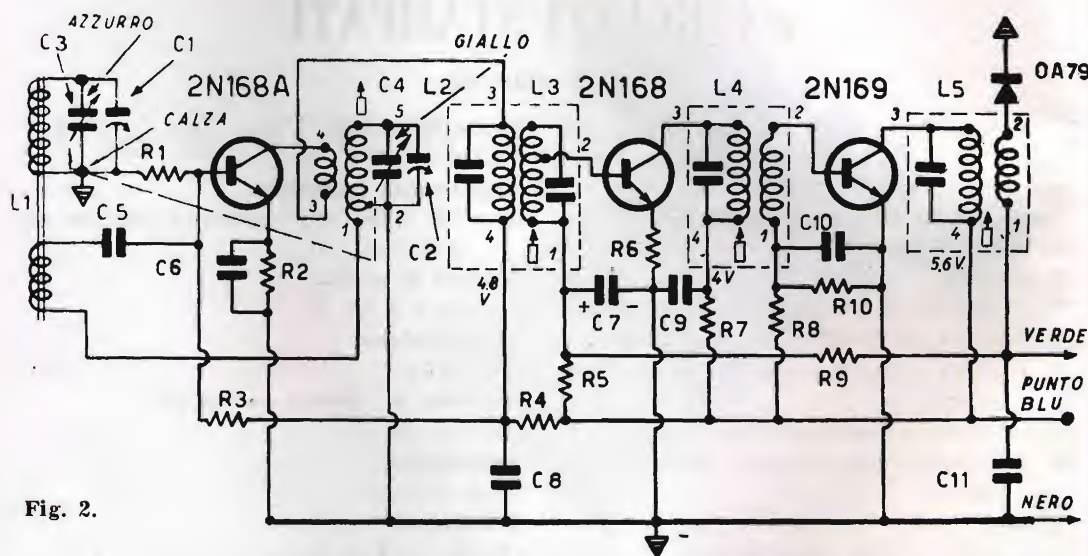 AZZURRO
C3
C1
GIALLO
2N168A
C4
L2
3
L3
2N168
L4
2N169
L5
OA79
CALZA
R1
4
5
2
3
2
3
2
L1
C5
3
1
2
C2
4
1
R6
4
1
C10
4
1
C6
R2
4.8
V
4V
5,6V.
+
-
C7
C9
R7
R8
R10
R5
R9
VERDE
R3
R4
PUNTO
BLU
C8
C11
NERO
-
Fig. 2.